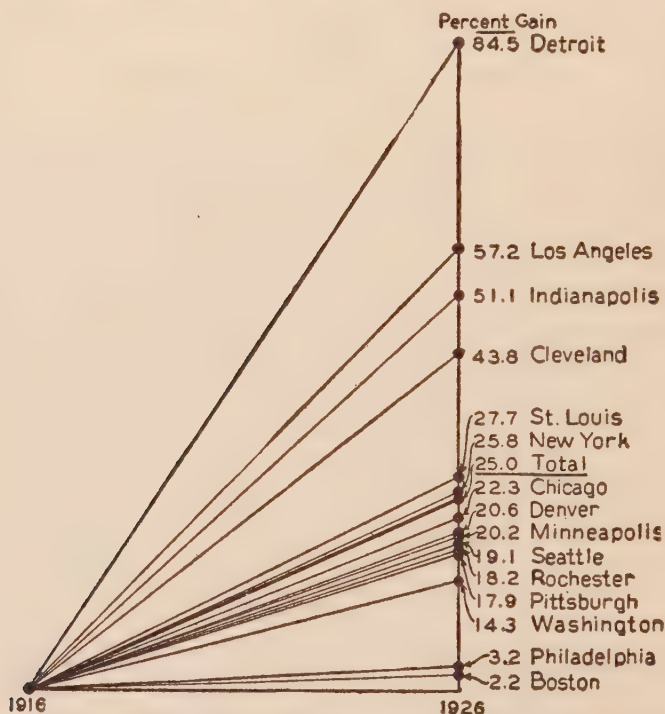 Percent Gain
84.5 Detroit
57.2 Los Angeles
51.1 Indianapolis
43.8 Cleveland
27.7 St. Louis
25.8 New York
25.0 Total
22.3 Chicago
20.6 Denver
20.2 Minneapolis
19.1 Seattle
18.2 Rochester
17.9 Pittsburgh
14.3 Washington
3.2 Philadelphia
2.2 Boston
1916
1926